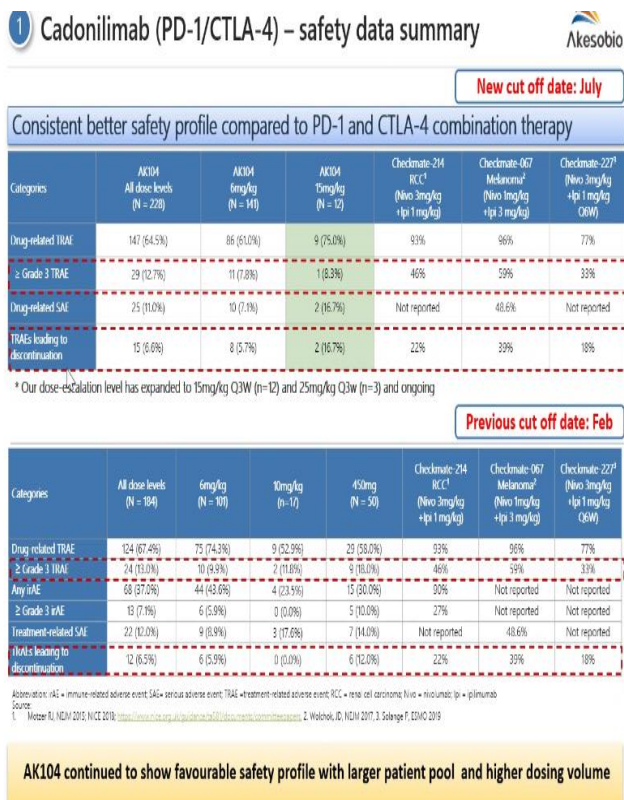 1 Cadonilimab (PD-1/CTLA-4) – safety data summary
Akesobio
New cut off date: July
Consistent better safety profile compared to PD-1 and CTLA-4 combination therapy
Categories AK104 All dose levels (N = 228) AK104 6mg/kg (N = 141) AK104 15mg/kg (N = 12) Checkmate-214 RCC¹ (Nivo 3mg/kg +Ipi 1 mg/kg) Checkmate-067 Melanoma² (Nivo 1mg/kg +Ipi 3 mg/kg) Checkmate-227³ (Nivo 3mg/kg +Ipi 1 mg/kg Q6W)
Drug-related TRAE 147 (64.5%) 86 (61.0%) 9 (75.0%) 93% 96% 77%
≥ Grade 3 TRAE 29 (12.7%) 11 (7.8%) 1 (8.3%) 46% 59% 33%
Drug-related SAE 25 (11.0%) 10 (7.1%) 2 (16.7%) Not reported 48.6% Not reported
TRAEs leading to discontinuation 15 (6.6%) 8 (5.7%) 2 (16.7%) 22% 39% 18%
* Our dose-escalation level has expanded to 15mg/kg Q3W (n=12) and 25mg/kg Q3w (n=3) and ongoing
Previous cut off date: Feb
Categories All dose levels (N = 184) 6mg/kg (N = 101) 10mg/kg (n=17) 450mg (N = 50) Checkmate-214 RCC¹ (Nivo 3mg/kg +Ipi 1 mg/kg) Checkmate-067 Melanoma² (Nivo 1mg/kg +Ipi 3 mg/kg) Checkmate-227³ (Nivo 3mg/kg +Ipi 1 mg/kg Q6W)
Drug-related TRAE 124 (67.4%) 75 (74.3%) 9 (52.9%) 29 (58.0%) 93% 96% 77%
≥ Grade 3 TRAE 24 (13.0%) 10 (9.9%) 2 (11.8%) 9 (18.0%) 46% 59% 33%
Any irAE 68 (37.0%) 44 (43.6%) 4 (23.5%) 15 (30.0%) 90% Not reported Not reported
≥ Grade 3 irAE 13 (7.1%) 6 (5.9%) 0 (0.0%) 5 (10.0%) 27% Not reported Not reported
Treatment-related SAE 22 (12.0%) 9 (8.9%) 3 (17.6%) 7 (14.0%) Not reported 48.6% Not reported
TRAEs leading to discontinuation 12 (6.5%) 6 (5.9%) 0 (0.0%) 6 (12.0%) 22% 39% 18%
Abbreviation: irAE = immune-related adverse event; SAE= serious adverse event; TRAE =treatment-related adverse event; RCC = renal cell carcinoma; Nivo = nivolumab; Ipi = ipilimumab
Source:
1. Motzer RJ, NEJM 2018; NICE 2018; 2. Wolchok, JD, NEJM 2017, 3. Solange P, ESMO 2019
AK104 continued to show favourable safety profile with larger patient pool and higher dosing volume